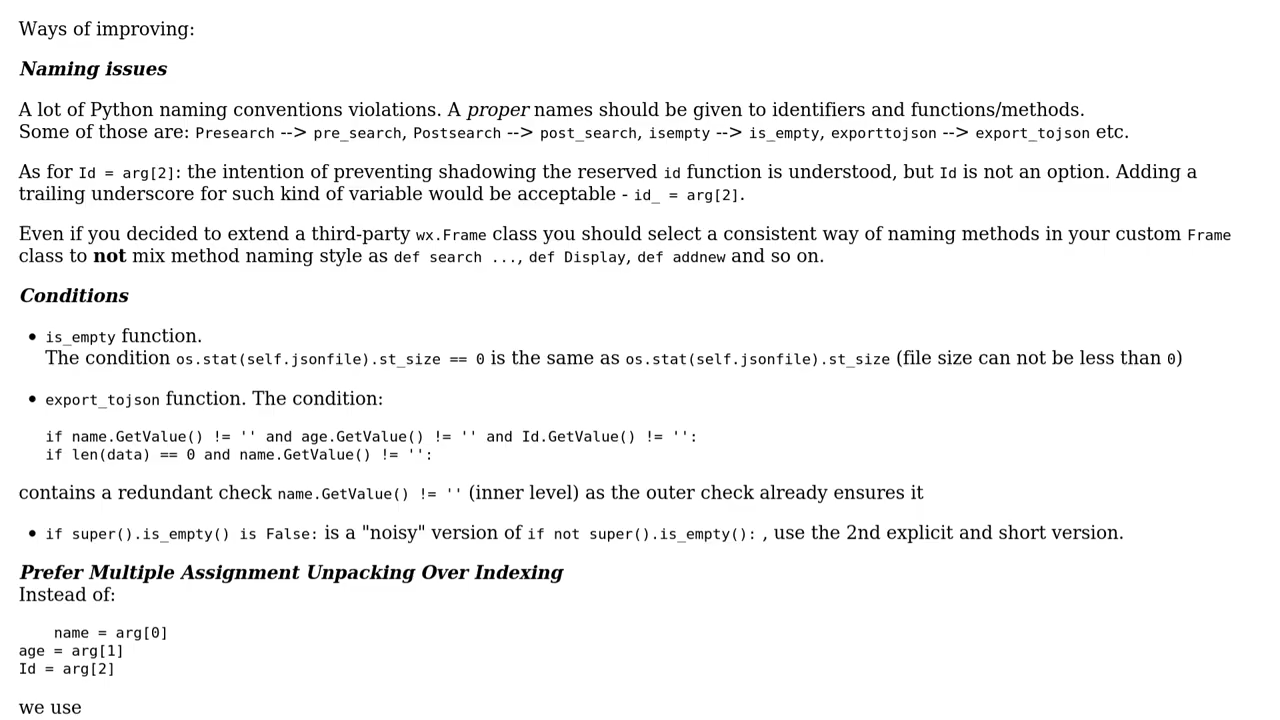 Ways of improving:
Naming issues
A lot of Python naming conventions violations. A proper names should be given to identifiers and functions/methods.
Some of those are: Presearch --> pre_search, Postsearch --> post_search, isempty --> is_empty, exporttojson --> export_tojson etc.
As for Id = arg[2]: the intention of preventing shadowing the reserved id function is understood, but Id is not an option. Adding a
trailing underscore for such kind of variable would be acceptable - id_ = arg[2].
Even if you decided to extend a third-party wx.Frame class you should select a consistent way of naming methods in your custom Frame
class to not mix method naming style as def search ..., def Display, def addnew and so on.
Conditions
• is_empty function.
The condition os.stat(self.jsonfile).st_size == 0 is the same as os.stat(self.jsonfile).st_size (file size can not be less than 0)
• export_tojson function. The condition:
if name.GetValue() != '' and age.GetValue() != '' and Id.GetValue() != '':
if len(data) == 0 and name.GetValue() != '':
contains a redundant check name.GetValue() != '' (inner level) as the outer check already ensures it
• if super().is_empty() is False: is a "noisy" version of if not super().is_empty(): , use the 2nd explicit and short version.
Prefer Multiple Assignment Unpacking Over Indexing
Instead of:
    name = arg[0]
age = arg[1]
Id = arg[2]
we use